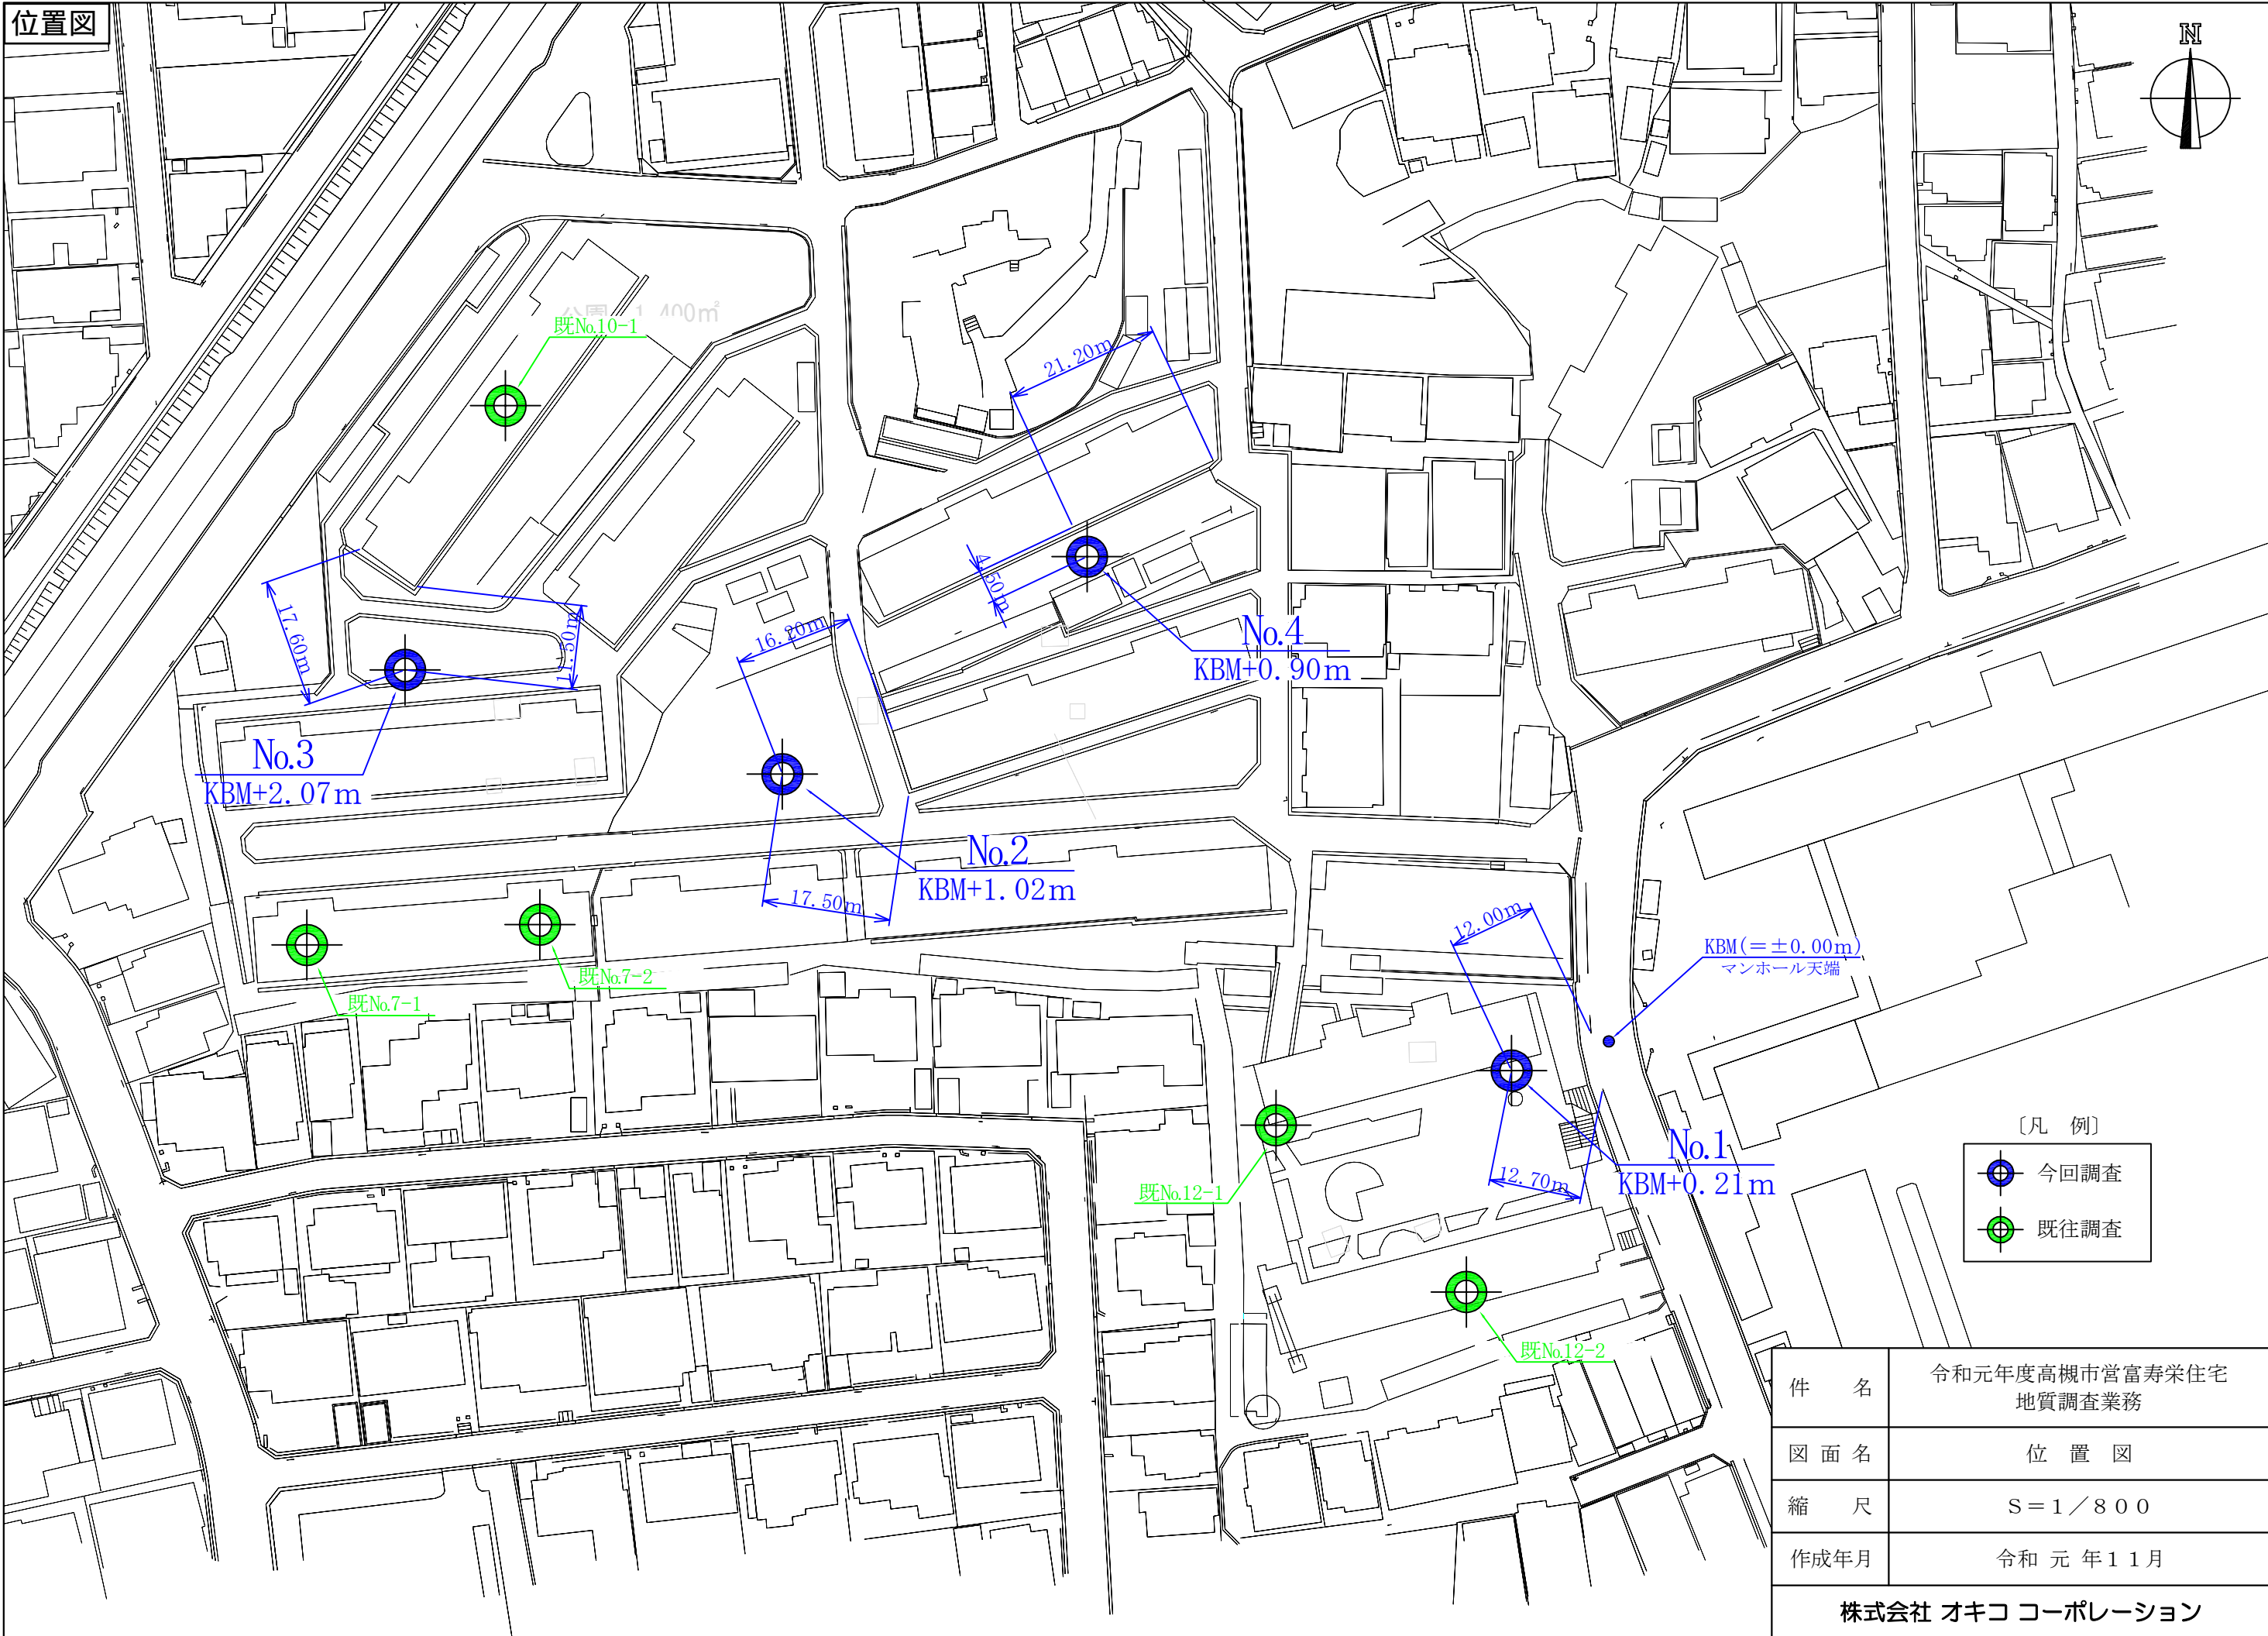 位置図
N
公園 1,400㎡
既No.10-1
21.20m
4.50m
17.60m
11.50m
16.20m
No.4
KBM+0.90m
No.3
KBM+2.07m
No.2
KBM+1.02m
17.50m
12.00m
KBM(=±0.00m)
マンホール天端
既No.7-2
既No.7-1
No.1
KBM+0.21m
12.70m
既No.12-1
既No.12-2
〔凡 例〕
今回調査
既往調査
件 名
令和元年度高槻市営富寿栄住宅
地質調査業務
図 面 名
位 置 図
縮 尺
S=1/800
作成年月
令和 元 年11月
株式会社 オキコ コーポレーション